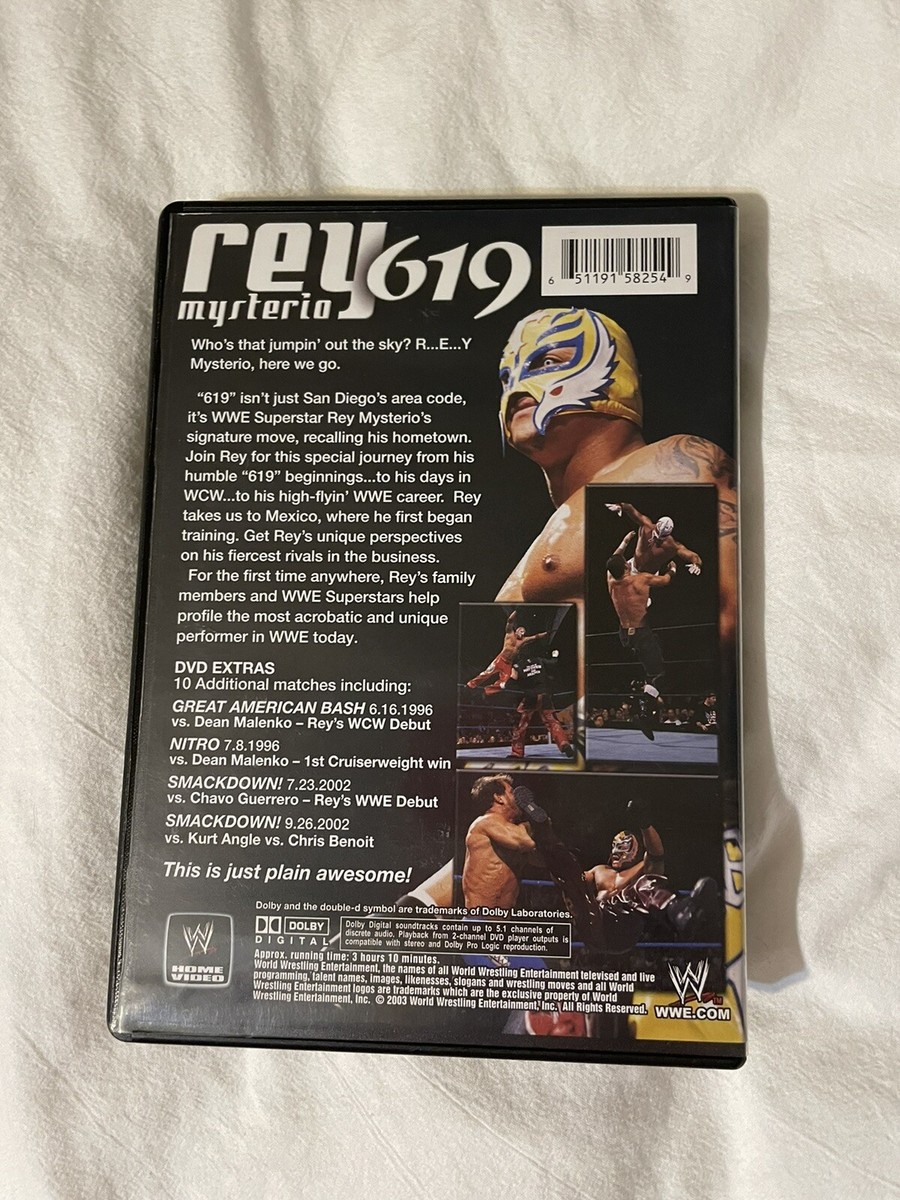 rey 619
mysterio
6 51191 58254 9
Who's that jumpin' out the sky? R...E...Y
Mysterio, here we go.
"619" isn't just San Diego's area code,
it's WWE Superstar Rey Mysterio's
signature move, recalling his hometown.
Join Rey for this special journey from his
humble "619" beginnings...to his days in
WCW...to his high-flyin' WWE career. Rey
takes us to Mexico, where he first began
training. Get Rey's unique perspectives
on his fiercest rivals in the business.
For the first time anywhere, Rey's family
members and WWE Superstars help
profile the most acrobatic and unique
performer in WWE today.
DVD EXTRAS
10 Additional matches including:
GREAT AMERICAN BASH 6.16.1996
vs. Dean Malenko – Rey's WCW Debut
NITRO 7.8.1996
vs. Dean Malenko – 1st Cruiserweight win
SMACKDOWN! 7.23.2002
vs. Chavo Guerrero – Rey's WWE Debut
SMACKDOWN! 9.26.2002
vs. Kurt Angle vs. Chris Benoit
This is just plain awesome!
Dolby and the double-d symbol are trademarks of Dolby Laboratories.
DOLBY
DIGITAL
Dolby Digital soundtracks contain up to 5.1 channels of
discrete audio. Playback from 2-channel DVD player outputs is
compatible with stereo and Dolby Pro Logic reproduction.
Approx. running time: 3 hours 10 minutes.
World Wrestling Entertainment, the names of all World Wrestling Entertainment televised and live
programming, talent names, images, likenesses, slogans and wrestling moves and all World
Wrestling Entertainment logos are trademarks which are the exclusive property of World
Wrestling Entertainment, Inc. © 2003 World Wrestling Entertainment, Inc. All Rights Reserved.
W
HOME
VIDEO
W
TM
WWE.COM